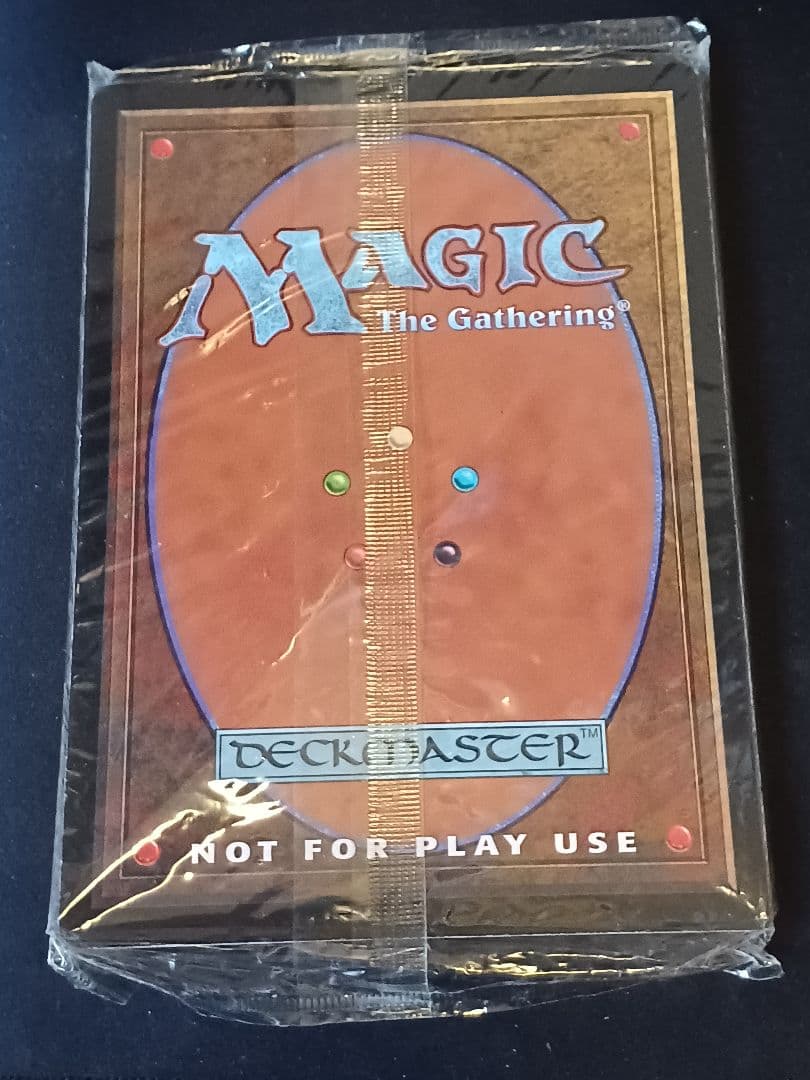 MAGIC
The Gathering®
DECKMASTER™
NOT FOR PLAY USE